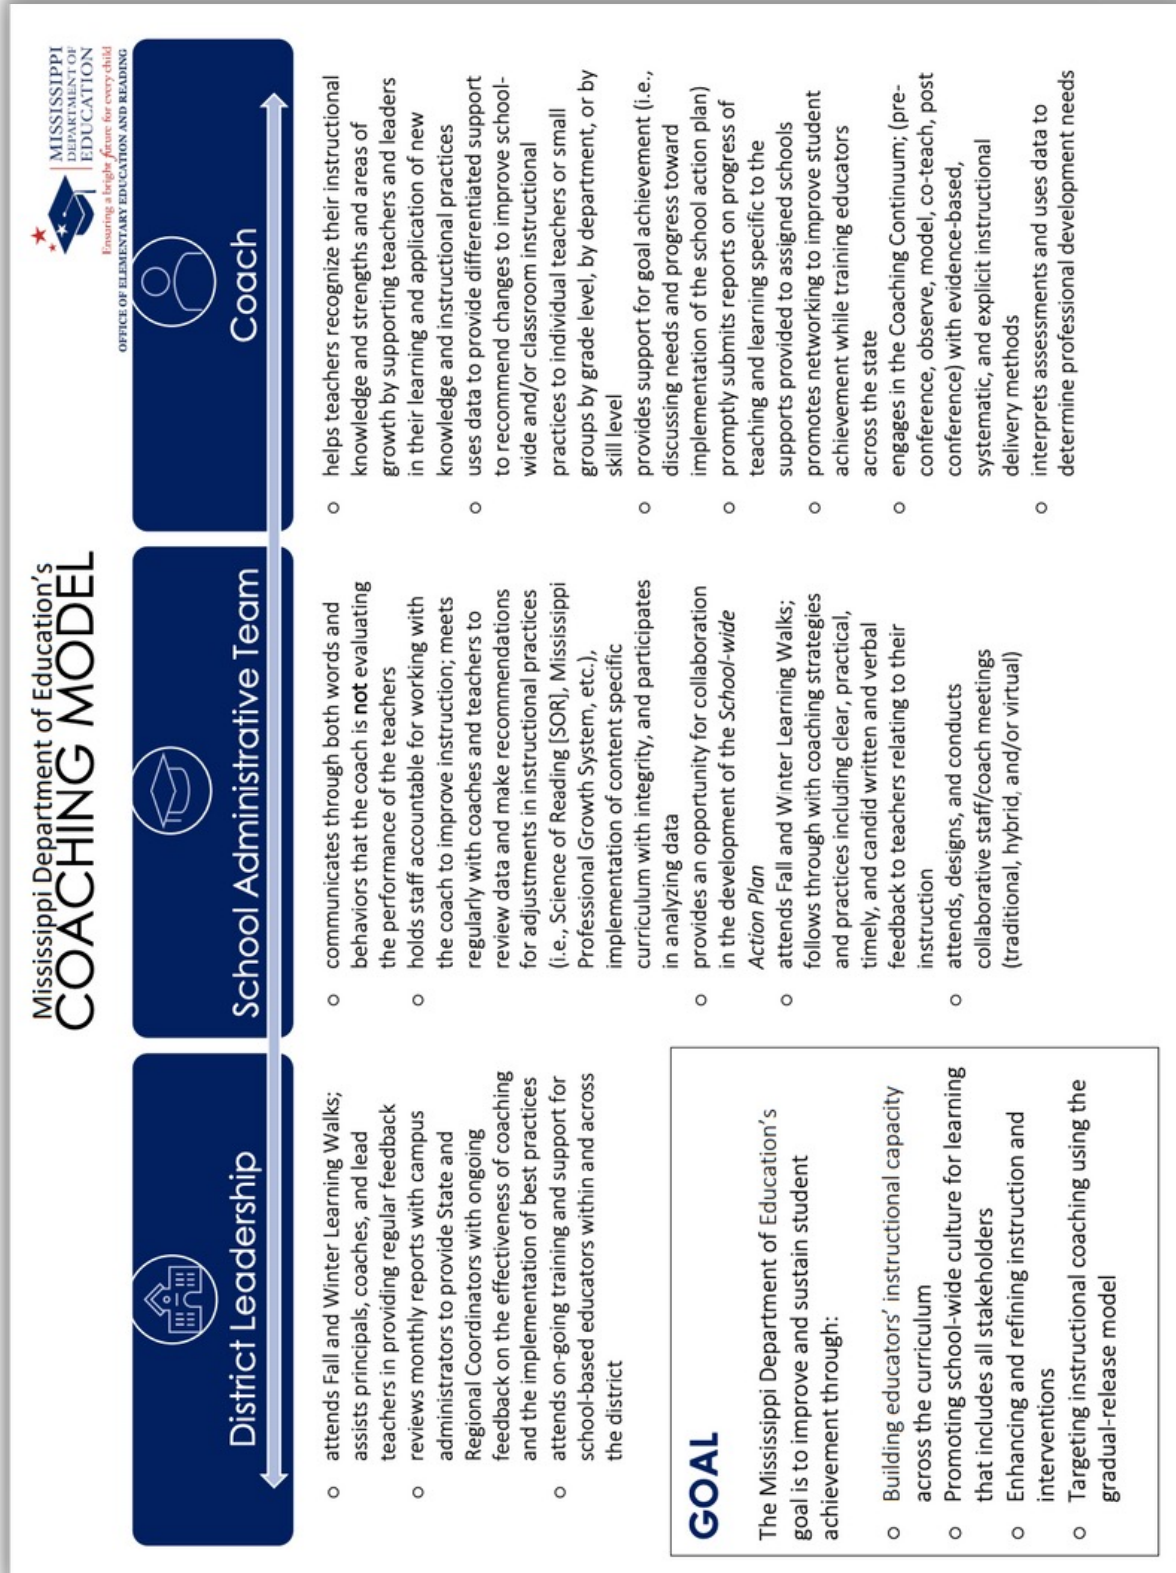 Mississippi Department of Education's
COACHING MODEL
MISSISSIPPI
DEPARTMENT OF
EDUCATION
Ensuring a bright future for every child
OFFICE OF ELEMENTARY EDUCATION AND READING
District Leadership
○ attends Fall and Winter Learning Walks;
assists principals, coaches, and lead
teachers in providing regular feedback
○ reviews monthly reports with campus
administrators to provide State and
Regional Coordinators with ongoing
feedback on the effectiveness of coaching
and the implementation of best practices
○ attends on-going training and support for
school-based educators within and across
the district
School Administrative Team
○ communicates through both words and
behaviors that the coach is not evaluating
the performance of the teachers
○ holds staff accountable for working with
the coach to improve instruction; meets
regularly with coaches and teachers to
review data and make recommendations
for adjustments in instructional practices
(i.e., Science of Reading [SOR], Mississippi
Professional Growth System, etc.),
implementation of content specific
curriculum with integrity, and participates
in analyzing data
○ provides an opportunity for collaboration
in the development of the School-wide
Action Plan
○ attends Fall and Winter Learning Walks;
follows through with coaching strategies
and practices including clear, practical,
timely, and candid written and verbal
feedback to teachers relating to their
instruction
○ attends, designs, and conducts
collaborative staff/coach meetings
(traditional, hybrid, and/or virtual)
Coach
○ helps teachers recognize their instructional
knowledge and strengths and areas of
growth by supporting teachers and leaders
in their learning and application of new
knowledge and instructional practices
○ uses data to provide differentiated support
to recommend changes to improve school-
wide and/or classroom instructional
practices to individual teachers or small
groups by grade level, by department, or by
skill level
○ provides support for goal achievement (i.e.,
discussing needs and progress toward
implementation of the school action plan)
○ promptly submits reports on progress of
teaching and learning specific to the
supports provided to assigned schools
○ promotes networking to improve student
achievement while training educators
across the state
○ engages in the Coaching Continuum; (pre-
conference, observe, model, co-teach, post
conference) with evidence-based,
systematic, and explicit instructional
delivery methods
○ interprets assessments and uses data to
determine professional development needs
GOAL
The Mississippi Department of Education's
goal is to improve and sustain student
achievement through:
○ Building educators' instructional capacity
across the curriculum
○ Promoting school-wide culture for learning
that includes all stakeholders
○ Enhancing and refining instruction and
interventions
○ Targeting instructional coaching using the
gradual-release model